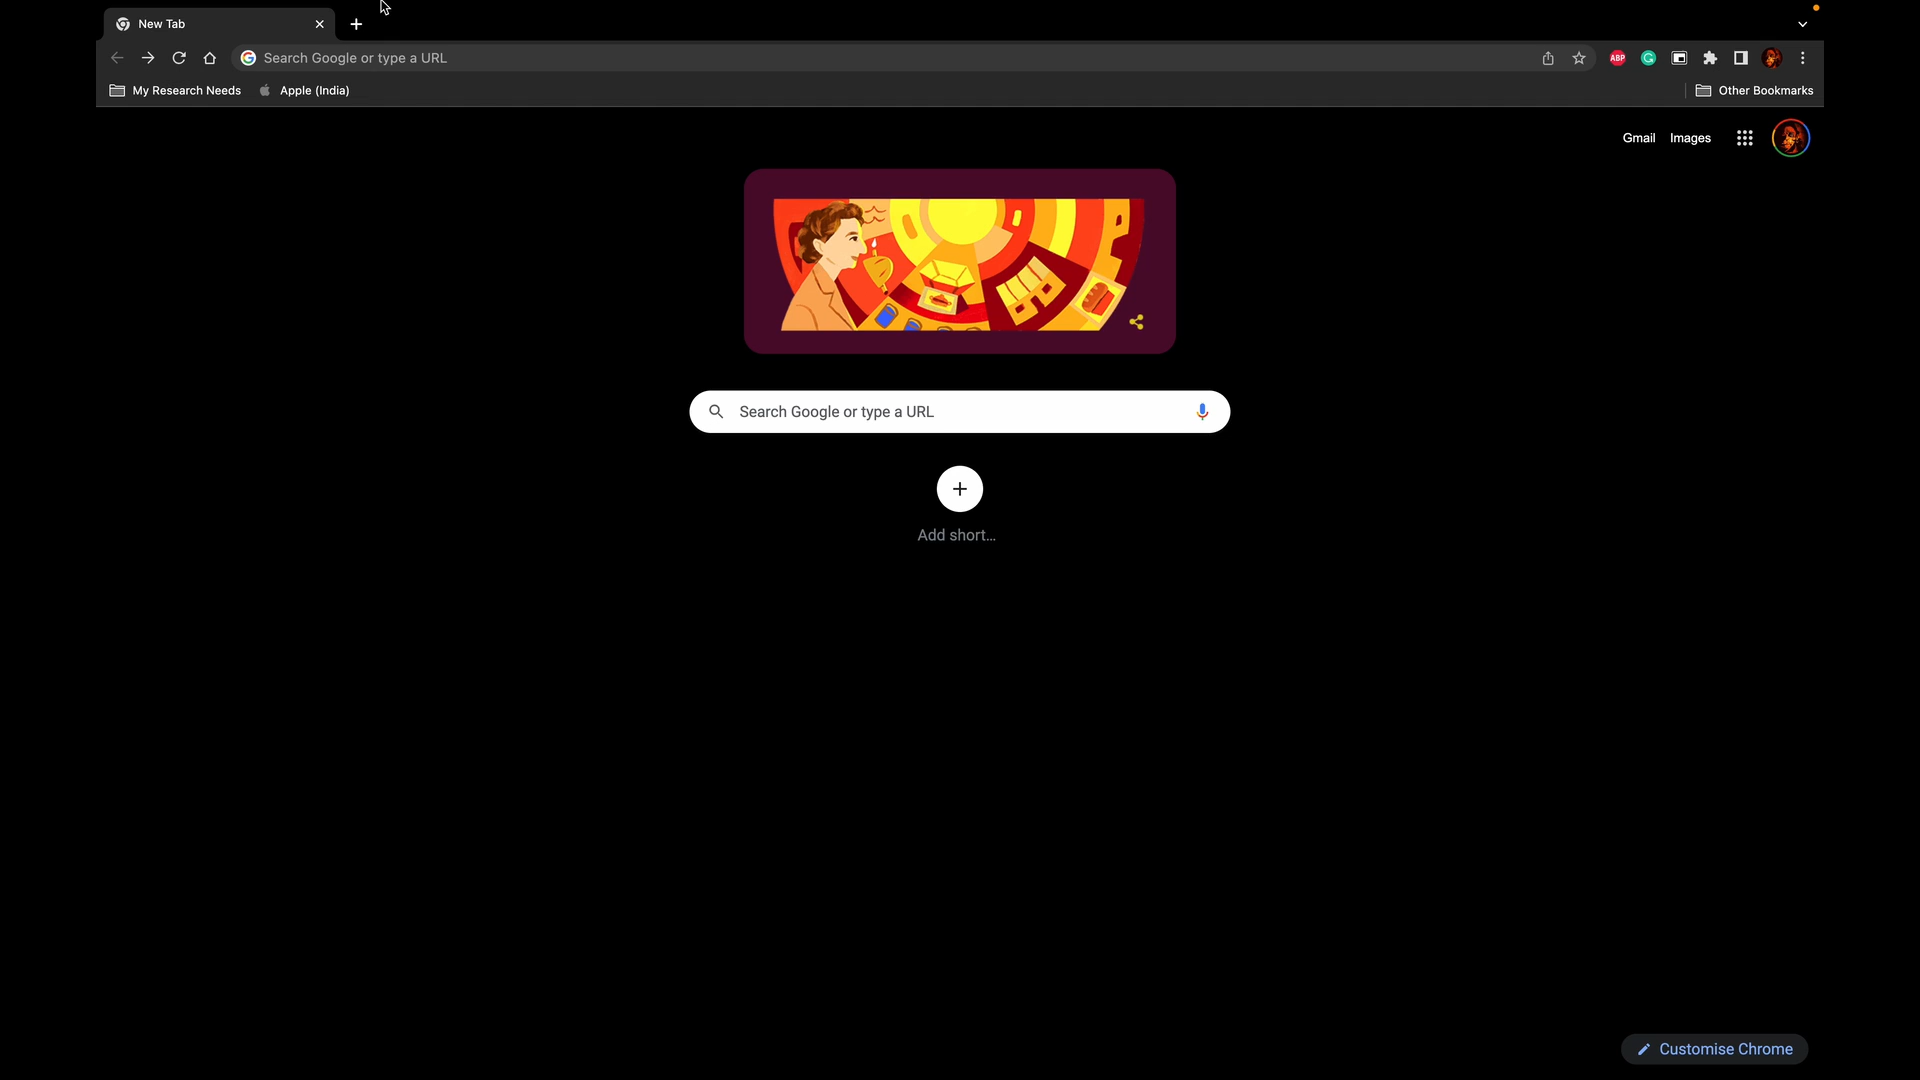 New Tab
Search Google or type a URL
ABP
My Research Needs
Apple (India)
Other Bookmarks
Gmail
Images
Search Google or type a URL
Add short...
Customise Chrome